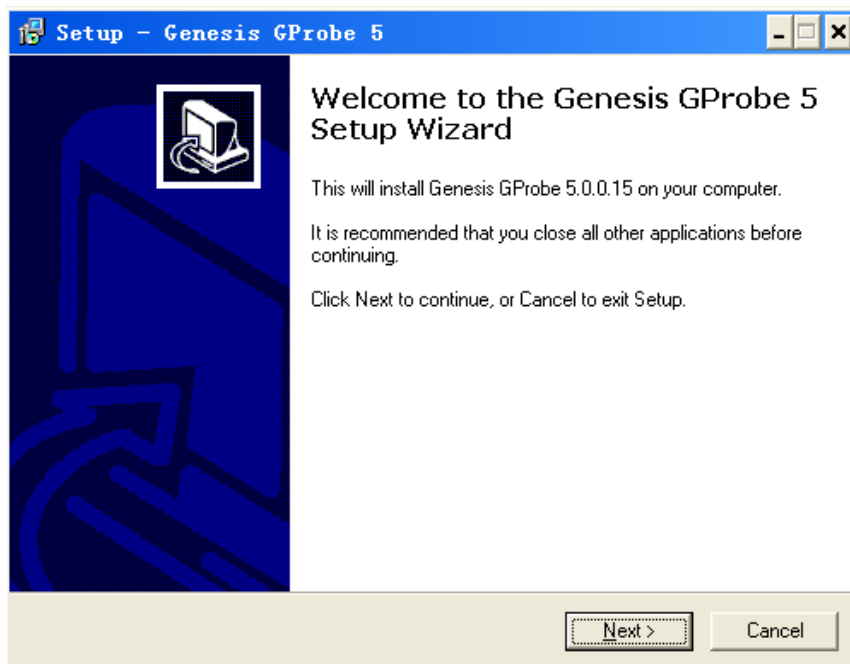 Setup - Genesis GProbe 5
Welcome to the Genesis GProbe 5
Setup Wizard
This will install Genesis GProbe 5.0.0.15 on your computer.
It is recommended that you close all other applications before
continuing.
Click Next to continue, or Cancel to exit Setup.
Next >
Cancel